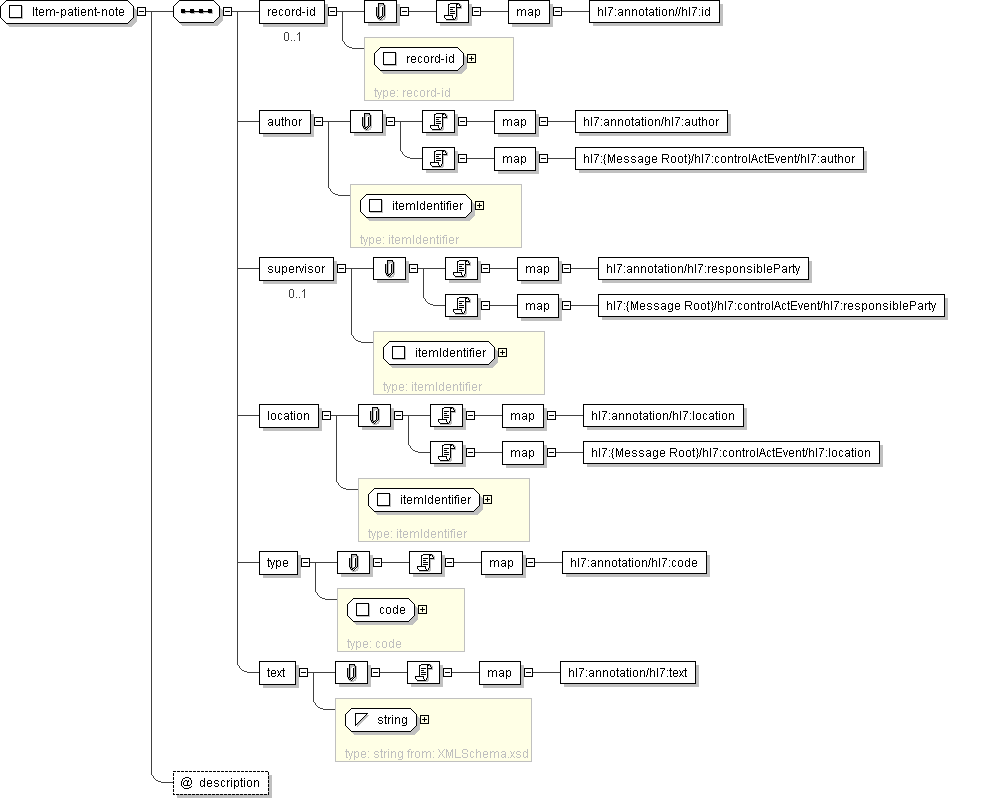 Item-patient-note
record-id map hl7:annotation//hl7:id
0..1
record-id
type: record-id
author map hl7:annotation/hl7:author
map hl7:{Message Root}/hl7:controlActEvent/hl7:author
itemIdentifier
type: itemIdentifier
supervisor map hl7:annotation/hl7:responsibleParty
0..1
map hl7:{Message Root}/hl7:controlActEvent/hl7:responsibleParty
itemIdentifier
type: itemIdentifier
location map hl7:annotation/hl7:location
map hl7:{Message Root}/hl7:controlActEvent/hl7:location
itemIdentifier
type: itemIdentifier
type map hl7:annotation/hl7:code
code
type: code
text map hl7:annotation/hl7:text
string
type: string from: XMLSchema.xsd
@ description